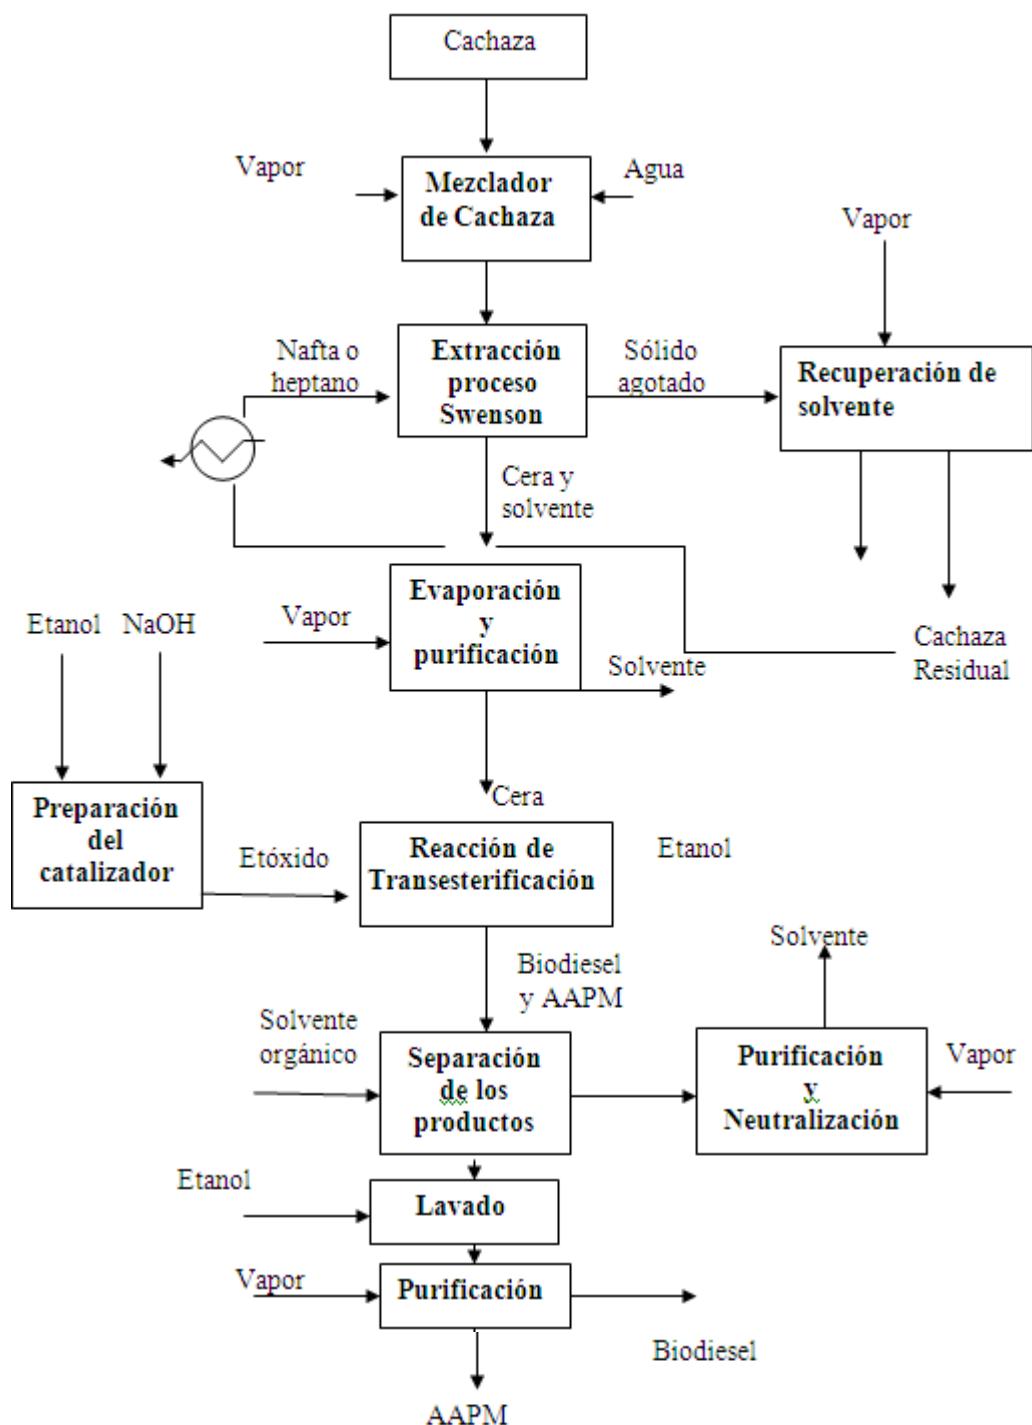 Cachaza
Vapor
Mezclador
de Cachaza
Agua
Vapor
Nafta o
heptano
Extracción
proceso
Swenson
Sólido
agotado
Recuperación de
solvente
Cera y
solvente
Etanol
NaOH
Vapor
Evaporación
y
purificación
Solvente
Cachaza
Residual
Cera
Preparación
del
catalizador
Etóxido
Reacción de
Transesterificación
Etanol
Biodiesel
y AAPM
Solvente
Solvente
orgánico
Separación
de los
productos
Purificación
y
Neutralización
Vapor
Etanol
Lavado
Vapor
Purificación
Biodiesel
AAPM